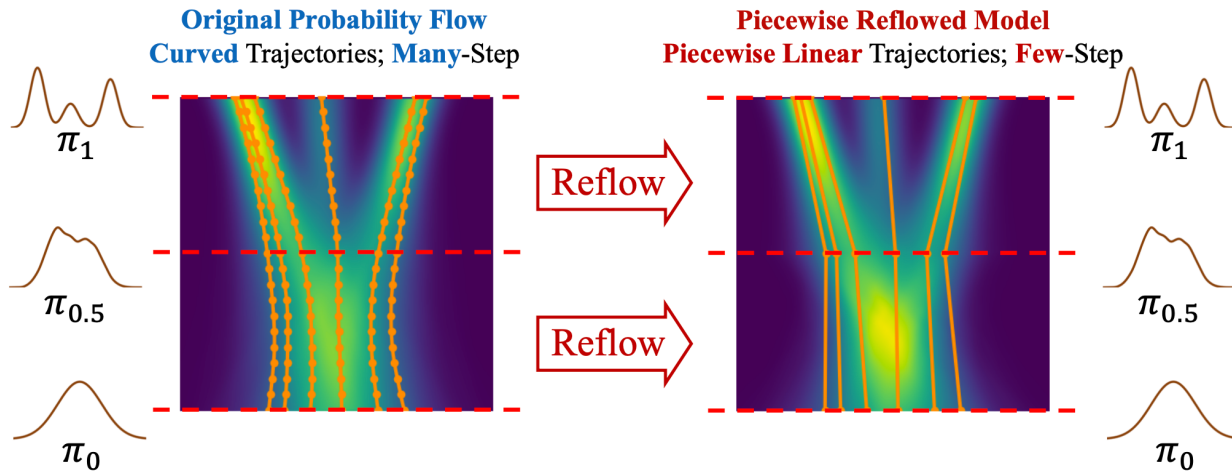 Original Probability Flow
Curved Trajectories; Many-Step
Piecewise Reflowed Model
Piecewise Linear Trajectories; Few-Step
π₁
π₀.₅
π₀
Reflow
Reflow
π₁
π₀.₅
π₀